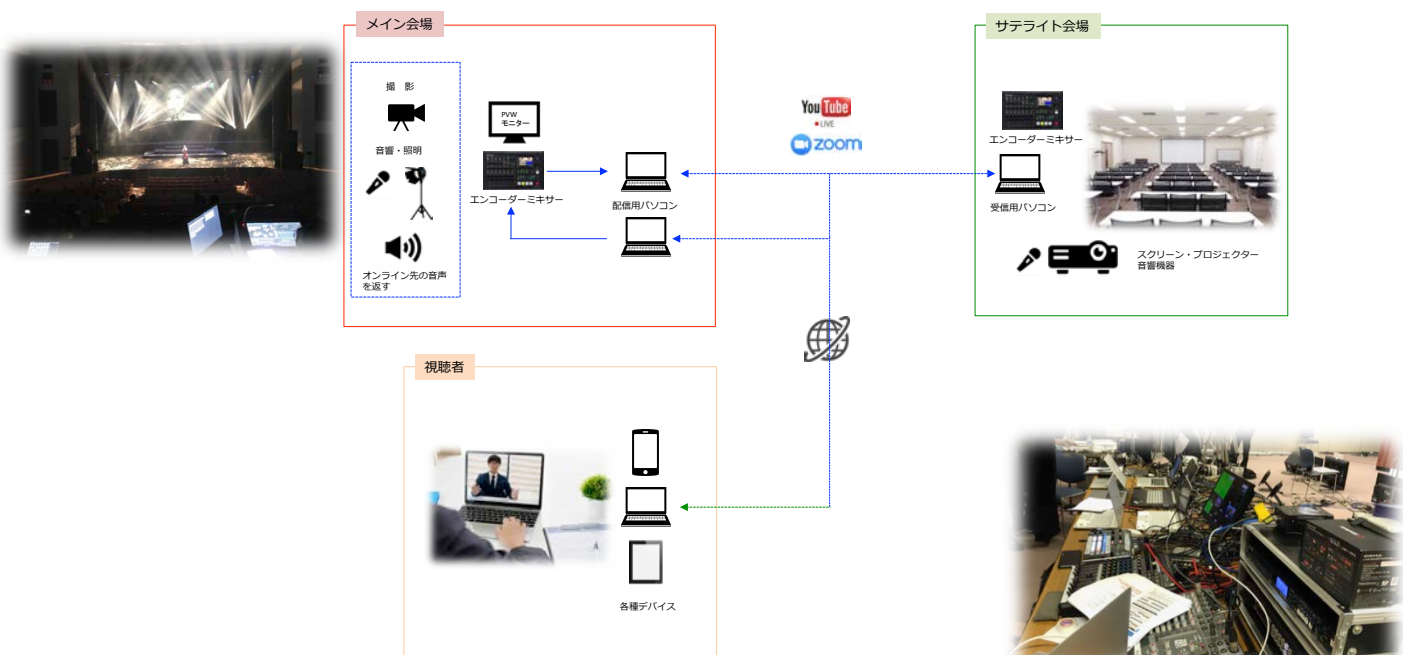 メイン会場
撮 影
音響・照明
オンライン先の音声
を返す
PVW
モニター
エンコーダーミキサー
配信用パソコン
YouTube
LIVE
zoom
サテライト会場
エンコーダーミキサー
受信用パソコン
スクリーン・プロジェクター
音響機器
視聴者
各種デバイス